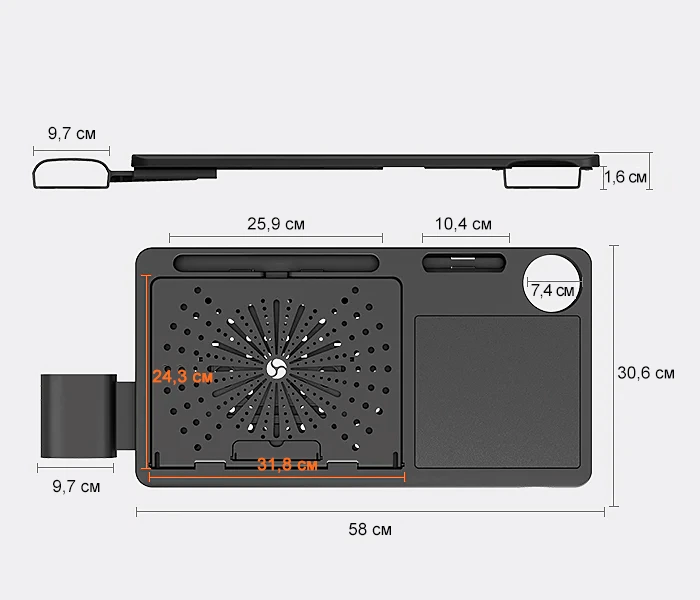 9,7 см
1,6 см
25,9 см
10,4 см
7,4 см
24,3 см
30,6 см
31,8 см
9,7 см
58 см